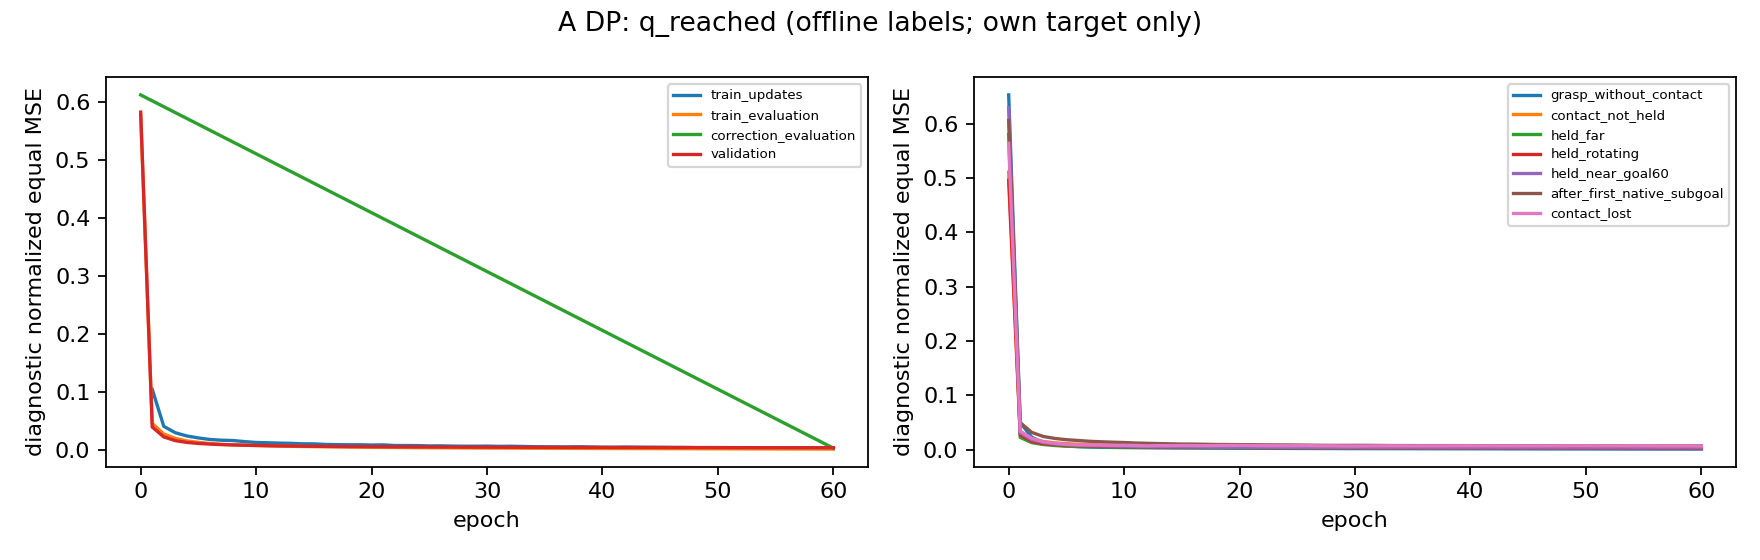 A DP: q_reached (offline labels; own target only)
diagnostic normalized equal MSE
0.6
0.5
0.4
0.3
0.2
0.1
0.0
train_updates
train_evaluation
correction_evaluation
validation
0 10 20 30 40 50 60
epoch
diagnostic normalized equal MSE
0.6
0.5
0.4
0.3
0.2
0.1
0.0
grasp_without_contact
contact_not_held
held_far
held_rotating
held_near_goal60
after_first_native_subgoal
contact_lost
0 10 20 30 40 50 60
epoch